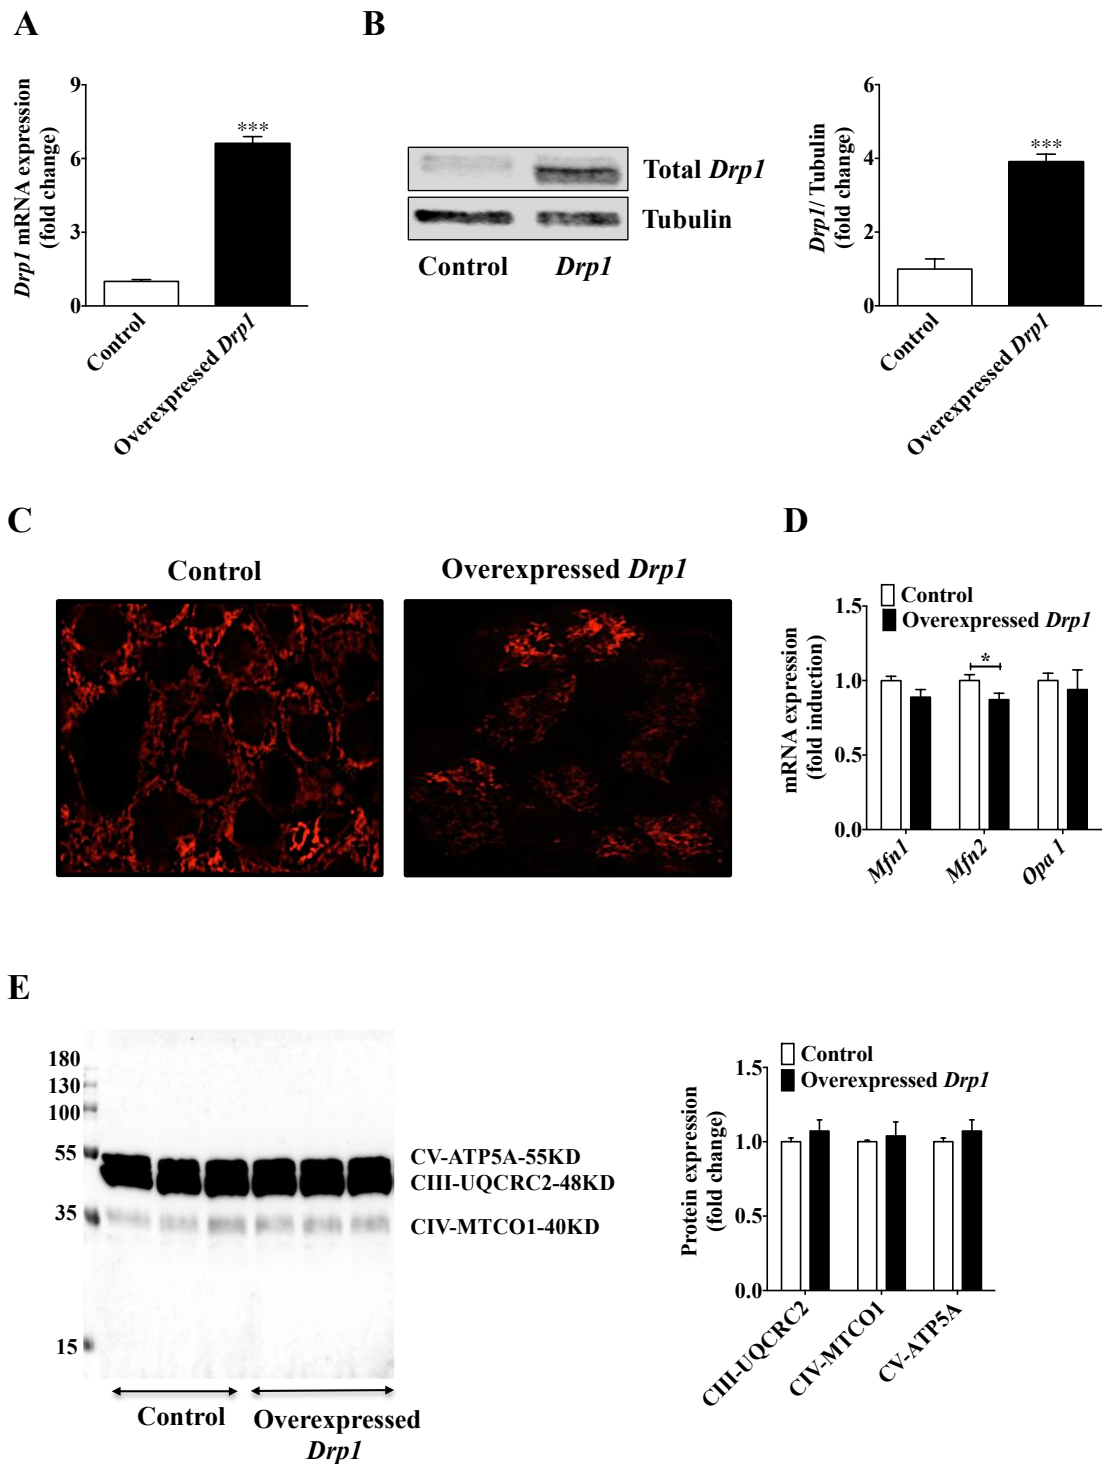 A
Drp1 mRNA expression
(fold change)
9
6
3
0
***
Control
Overexpressed Drp1
B
Total Drp1
Tubulin
Control Drp1
Drp1/ Tubulin
(fold change)
6
4
2
0
***
Control
Overexpressed Drp1
C
Control
Overexpressed Drp1
D
Control
Overexpressed Drp1
mRNA expression
(fold induction)
1.5
1.0
0.5
0.0
*
Mfn1
Mfn2
Opa 1
E
180
130
100
55
35
15
CV-ATP5A-55KD
CIII-UQCRC2-48KD
CIV-MTCO1-40KD
Control
Overexpressed
Drp1
Control
Overexpressed Drp1
Protein expression
(fold change)
1.5
1.0
0.5
0.0
CIII-UQCRC2
CIV-MTCO1
CV-ATP5A